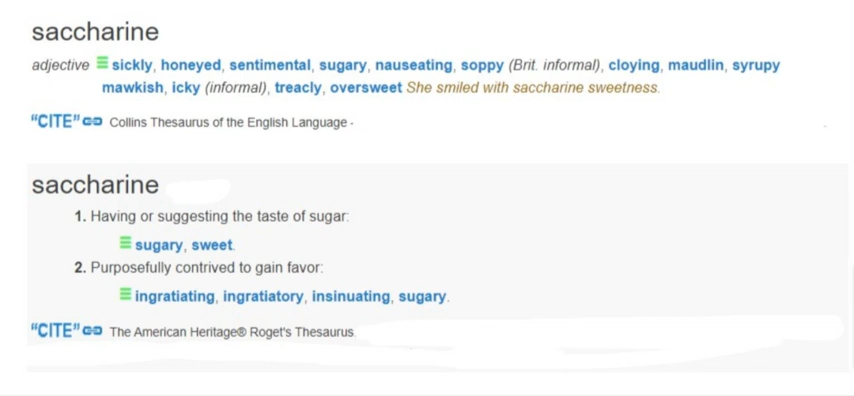 saccharine
adjective sickly, honeyed, sentimental, sugary, nauseating, soppy (Brit. informal), cloying, maudlin, syrupy
mawkish, icky (informal), treacly, oversweet She smiled with saccharine sweetness.
"CITE" Collins Thesaurus of the English Language -
saccharine
1. Having or suggesting the taste of sugar:
sugary, sweet.
2. Purposefully contrived to gain favor:
ingratiating, ingratiatory, insinuating, sugary.
"CITE" The American Heritage® Roget's Thesaurus.